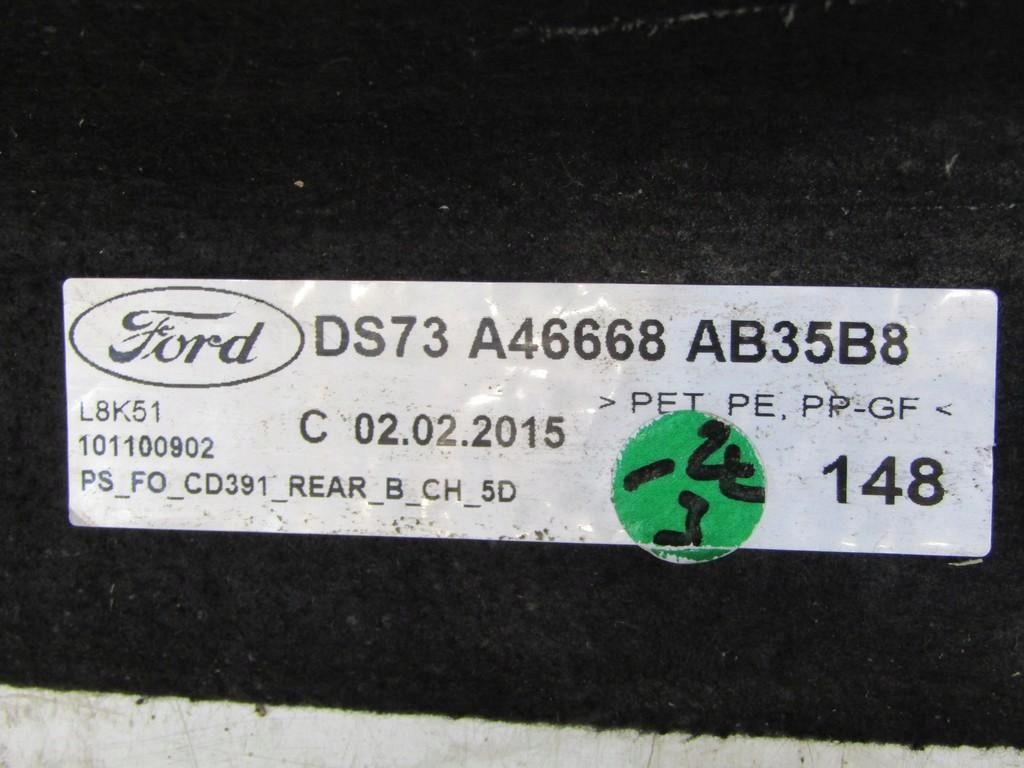 Ford DS73 A46668 AB35B8
L8K51
101100902
C 02.02.2015
> PET, PE, PP-GF <
PS_FO_CD391_REAR_B_CH_5D
148